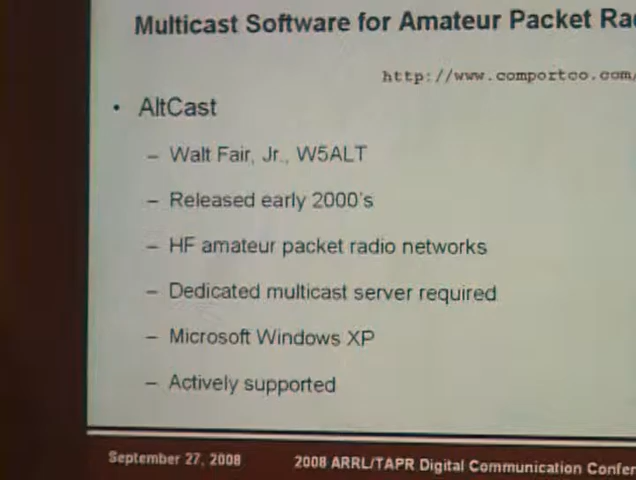 Multicast Software for Amateur Packet
http://www.comportco.com/
• AltCast
– Walt Fair, Jr., W5ALT
– Released early 2000's
– HF amateur packet radio networks
– Dedicated multicast server required
– Microsoft Windows XP
– Actively supported
September 27, 2008
2008 ARRL/TAPR Digital Communication